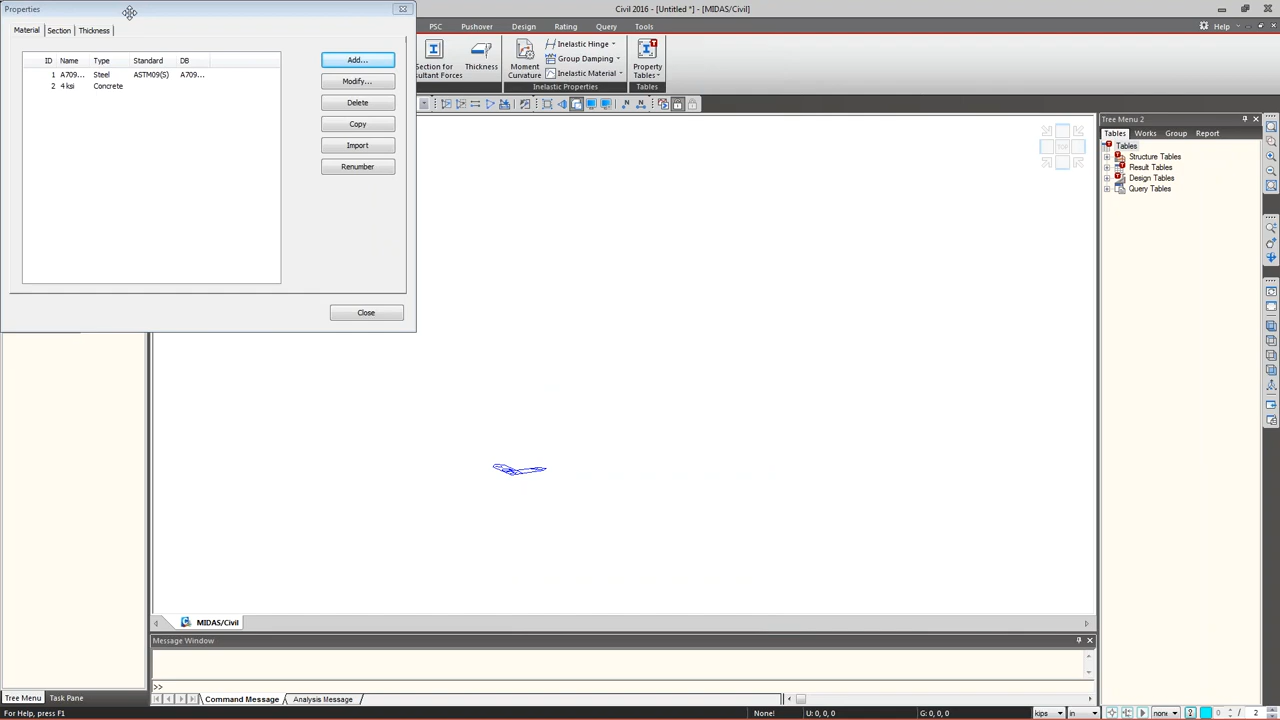 Properties
Civil 2016 - [Untitled *] - [MIDAS/Civil]
Material Section Thickness
PSC Pushover Design Rating Query Tools Help
ID Name Type Standard DB
1 A709... Steel ASTM09(S) A709...
2 4 ksi Concrete
Add...
Modify...
Delete
Copy
Import
Renumber
Close
Section for
ultant Forces
Thickness
Moment
Curvature
Inelastic Hinge
Group Damping
Inelastic Material
Inelastic Properties
Property
Tables
Tables
TOP
Tree Menu 2
Tables Works Group Report
Tables
Structure Tables
Result Tables
Design Tables
Query Tables
MIDAS/Civil
Message Window
>>
Command Message Analysis Message
Tree Menu Task Pane
For Help, press F1
None! U: 0, 0, 0 G: 0, 0, 0 kips in none 0 / 2